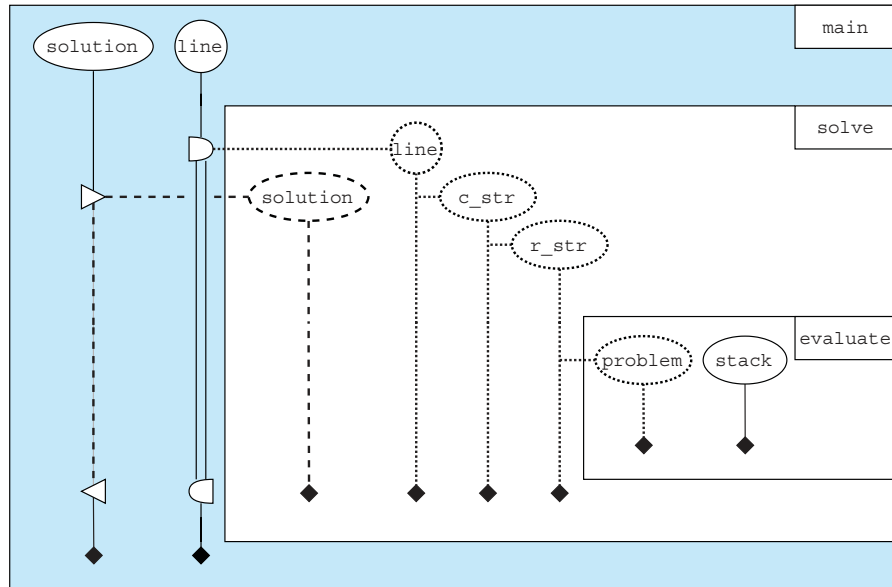 solution
line
main
solve
line
solution
c_str
r_str
evaluate
problem
stack